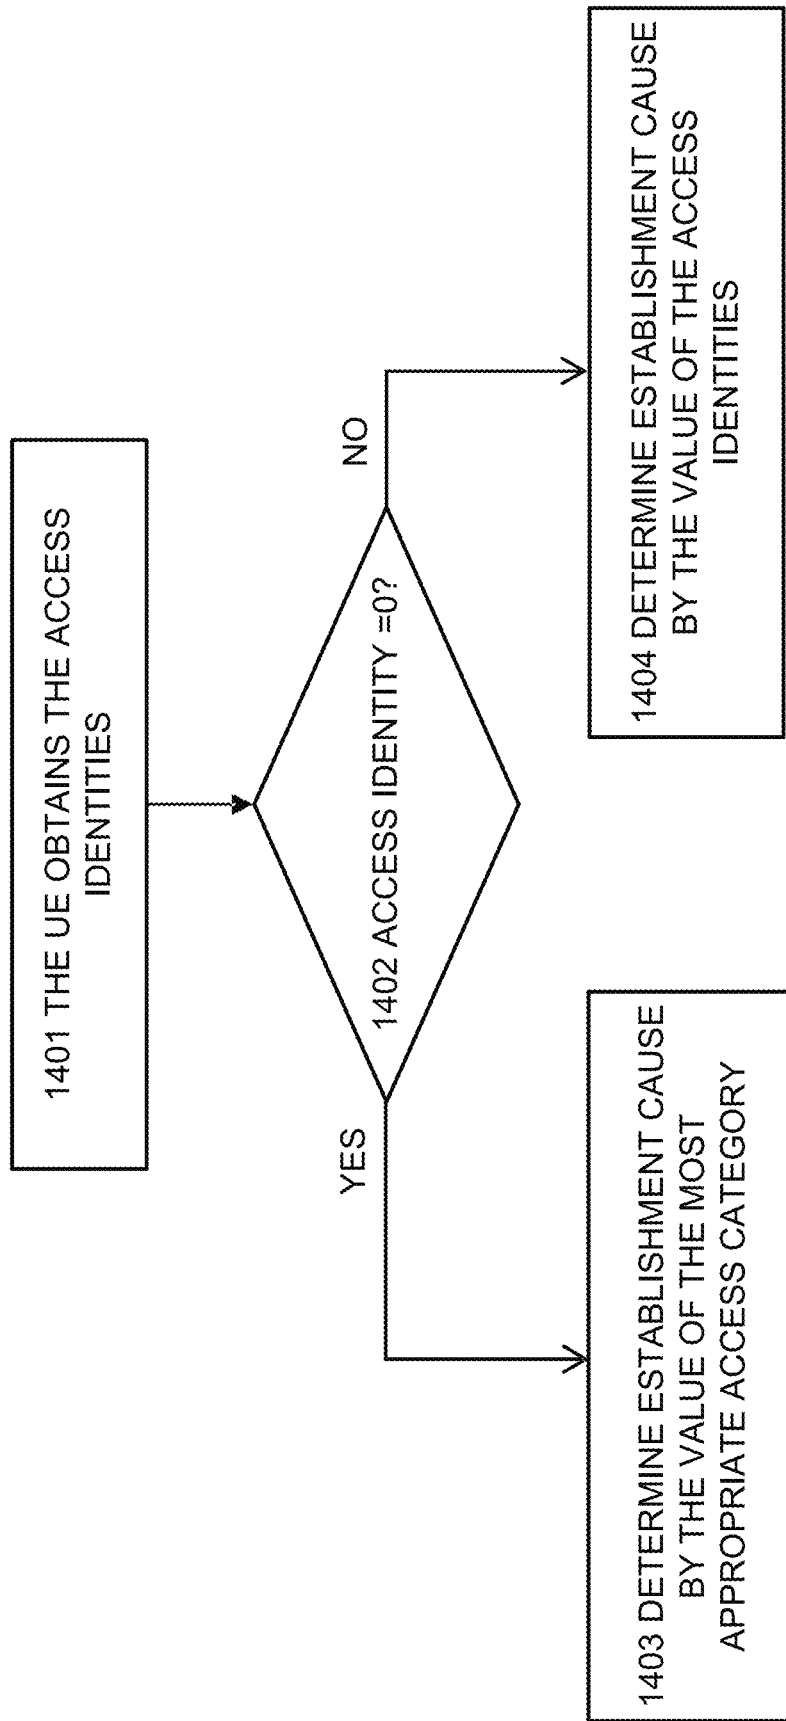 1401 THE UE OBTAINS THE ACCESS
IDENTITIES
1402 ACCESS IDENTITY =0?
YES
NO
1403 DETERMINE ESTABLISHMENT CAUSE
BY THE VALUE OF THE MOST
APPROPRIATE ACCESS CATEGORY
1404 DETERMINE ESTABLISHMENT CAUSE
BY THE VALUE OF THE ACCESS
IDENTITIES